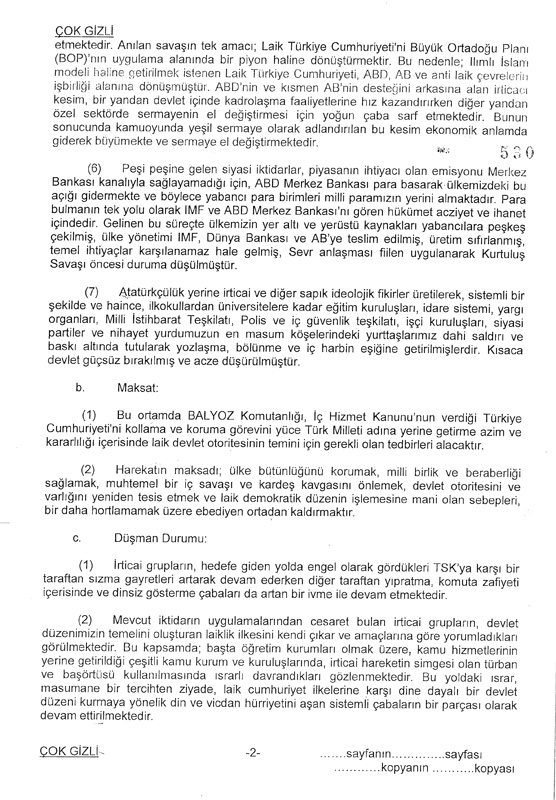 ÇOK GİZLİ
etmektedir. Anılan savaşın tek amacı; Laik Türkiye Cumhuriyeti'ni Büyük Ortadoğu Planı
(BOP)'nın uygulama alanında bir piyon haline dönüştürmektir. Bu nedenle; Ilımlı İslam
modeli haline getirilmek istenen Laik Türkiye Cumhuriyeti, ABD, AB ve anti laik çevrelerin
işbirliği alanına dönüşmüştür. ABD'nin ve kısmen AB'nin desteğini arkasına alan irticacı
kesim, bir yandan devlet içinde kadrolaşma faaliyetlerine hız kazandırırken diğer yandan
özel sektörde sermayenin el değiştirmesi için yoğun çaba sarf etmektedir. Bunun
sonucunda kamuoyunda yeşil sermaye olarak adlandırılan bu kesim ekonomik anlamda
giderek büyümekte ve sermaye el değiştirmektedir.
530
(6) Peşi peşine gelen siyasi iktidarlar, piyasanın ihtiyacı olan emisyonu Merkez
Bankası kanalıyla sağlayamadığı için, ABD Merkez Bankası para basarak ülkemizdeki bu
açığı gidermekte ve böylece yabancı para birimleri milli paramızın yerini almaktadır. Para
bulmanın tek yolu olarak IMF ve ABD Merkez Bankası'nı gören hükümet acziyet ve ihanet
içindedir. Gelinen bu süreçte ülkemizin yer altı ve yerüstü kaynakları yabancılara peşkeş
çekilmiş, ülke yönetimi IMF, Dünya Bankası ve AB'ye teslim edilmiş, üretim sıfırlanmış,
temel ihtiyaçlar karşılanamaz hale gelmiş, Sevr anlaşması fiilen uygulanarak Kurtuluş
Savaşı öncesi duruma düşülmüştür.
(7) Atatürkçülük yerine irticai ve diğer sapık ideolojik fikirler üretilerek, sistemli bir
şekilde ve haince, ilkokullardan üniversitelere kadar eğitim kuruluşları, idare sistemi, yargı
organları, Milli İstihbarat Teşkilatı, Polis ve iç güvenlik teşkilatı, işçi kuruluşları, siyasi
partiler ve nihayet yurdumuzun en masum köşelerindeki yurttaşlarımız dahi saldırı ve
baskı altında tutularak yozlaşma, bölünme ve iç harbin eşiğine getirilmişlerdir. Kısaca
devlet güçsüz bırakılmış ve acze düşürülmüştür.
b. Maksat:
(1) Bu ortamda BALYOZ Komutanlığı, İç Hizmet Kanunu'nun verdiği Türkiye
Cumhuriyeti'ni kollama ve koruma görevini yüce Türk Milleti adına yerine getirme azim ve
kararlılığı içerisinde laik devlet otoritesinin temini için gerekli olan tedbirleri alacaktır.
(2) Harekatın maksadı; ülke bütünlüğünü korumak, milli birlik ve beraberliği
sağlamak, muhtemel bir iç savaşı ve kardeş kavgasını önlemek, devlet otoritesini ve
varlığını yeniden tesis etmek ve laik demokratik düzenin işlemesine mani olan sebepleri,
bir daha hortlamamak üzere ebediyen ortadan kaldırmaktır.
c. Düşman Durumu:
(1) İrticai grupların, hedefe giden yolda engel olarak gördükleri TSK'ya karşı bir
taraftan sızma gayretleri artarak devam ederken diğer taraftan yıpratma, komuta zafiyeti
içerisinde ve dinsiz gösterme çabaları da artan bir ivme ile devam etmektedir.
(2) Mevcut iktidarın uygulamalarından cesaret bulan irticai grupların, devlet
düzenimizin temelini oluşturan laiklik ilkesini kendi çıkar ve amaçlarına göre yorumladıkları
görülmektedir. Bu kapsamda; başta öğretim kurumları olmak üzere, kamu hizmetlerinin
yerine getirildiği çeşitli kamu kurum ve kuruluşlarında, irticai hareketin simgesi olan türban
ve başörtüsü kullanılmasında ısrarlı davrandıkları gözlenmektedir. Bu yoldaki ısrar,
masumane bir tercihten ziyade, laik cumhuriyet ilkelerine karşı dine dayalı bir devlet
düzeni kurmaya yönelik din ve vicdan hürriyetini aşan sistemli çabaların bir parçası olarak
devam ettirilmektedir.
ÇOK GİZLİ -2- .......sayfanın..............sayfası
............kopyanın ..........kopyası